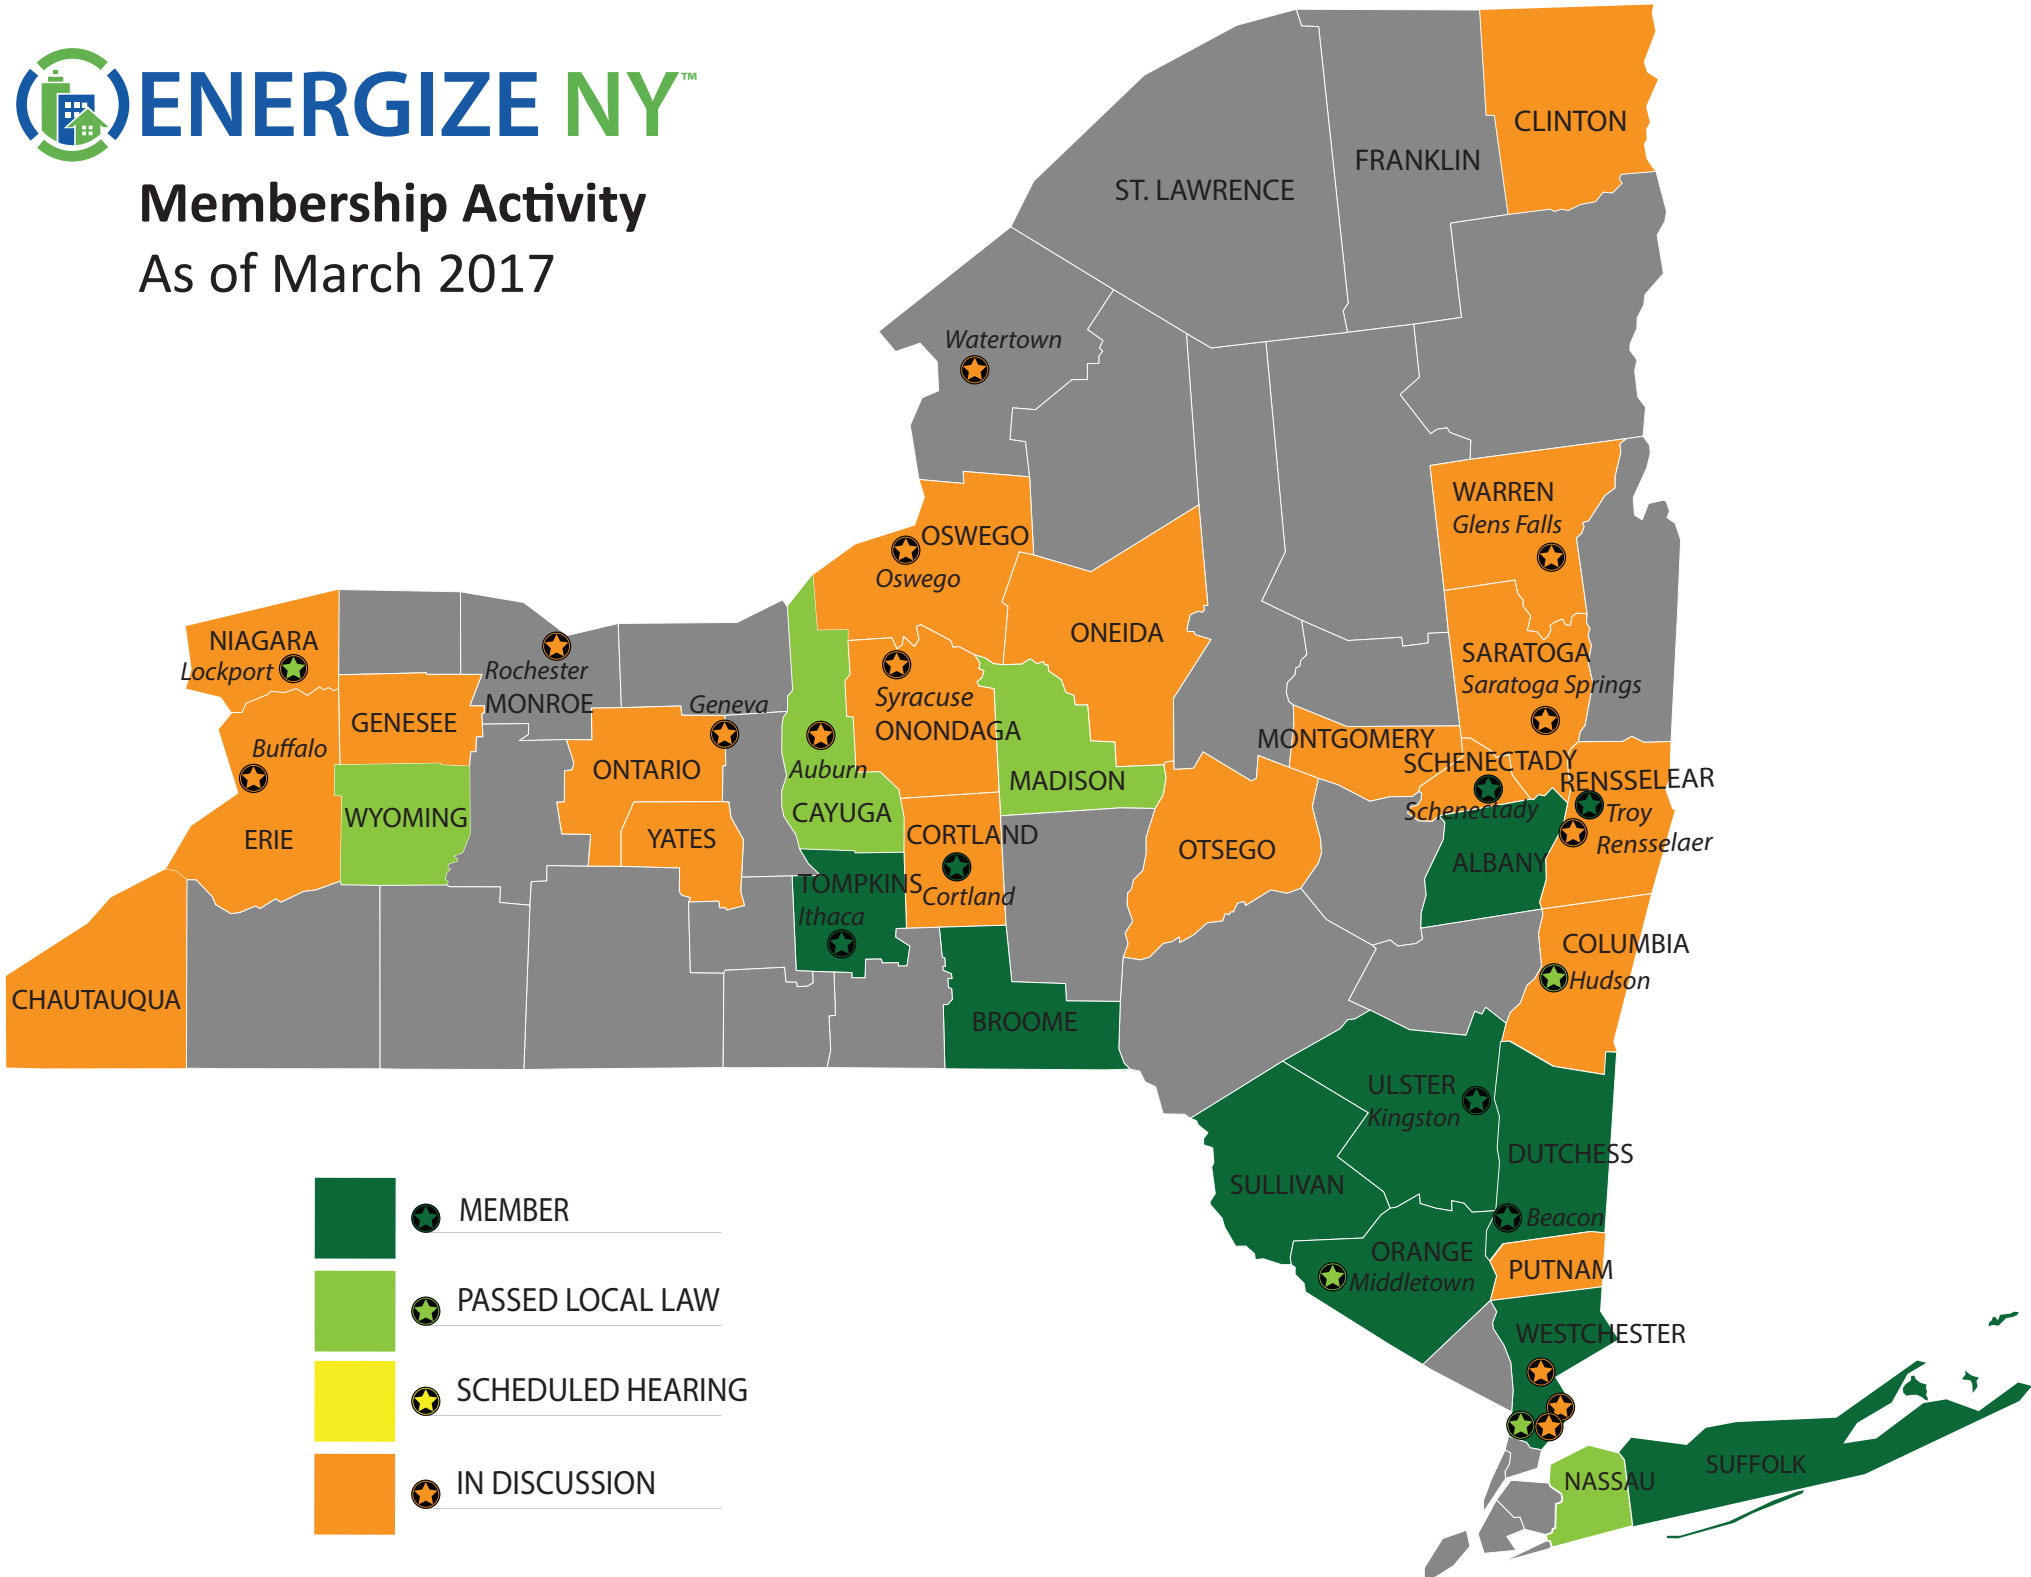 ENERGIZE NY™
Membership Activity
As of March 2017
CLINTON
FRANKLIN
ST. LAWRENCE
Watertown
WARREN
Glens Falls
OSWEGO
Oswego
ONEIDA
NIAGARA
Lockport
Rochester
MONROE
Geneva
SARATOGA
Saratoga Springs
Syracuse
ONONDAGA
GENESEE
Buffalo
ONTARIO
Auburn
CAYUGA
MADISON
MONTGOMERY
SCHENECTADY
Schenectady
RENSSELEAR
Troy
Rensselaer
WYOMING
ERIE
YATES
CORTLAND
Cortland
OTSEGO
ALBANY
TOMPKINS
Ithaca
COLUMBIA
Hudson
CHAUTAUQUA
BROOME
ULSTER
Kingston
DUTCHESS
SULLIVAN
Beacon
ORANGE
Middletown
PUTNAM
WESTCHESTER
NASSAU
SUFFOLK
MEMBER
PASSED LOCAL LAW
SCHEDULED HEARING
IN DISCUSSION